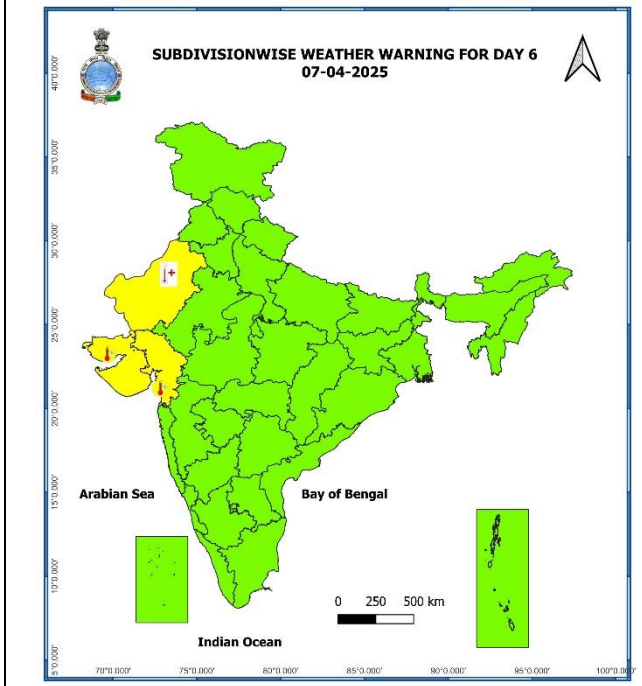 SUBDIVISIONWISE WEATHER WARNING FOR DAY 6
07-04-2025
40°0.000'
35°0.000'
30°0.000'
25°0.000'
20°0.000'
15°0.000'
10°0.000'
5°0.000'
Arabian Sea
Bay of Bengal
0 250 500 km
Indian Ocean
70°0.000' 75°0.000' 80°0.000' 85°0.000' 90°0.000' 95°0.000' 100°0.000'